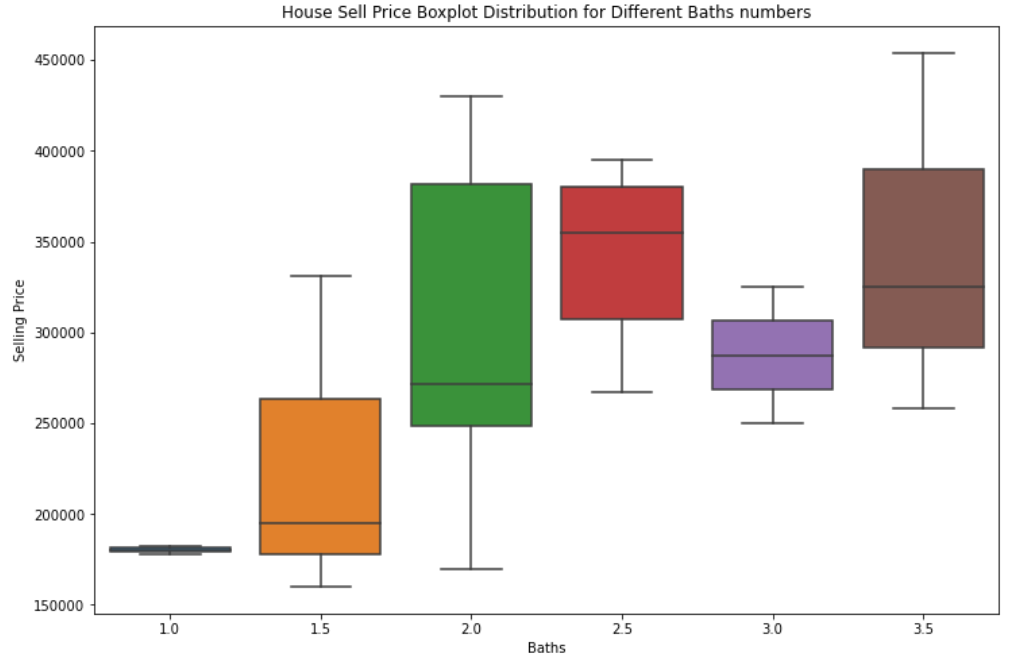 House Sell Price Boxplot Distribution for Different Baths numbers
Selling Price
450000
400000
350000
300000
250000
200000
150000
1.0 1.5 2.0 2.5 3.0 3.5
Baths